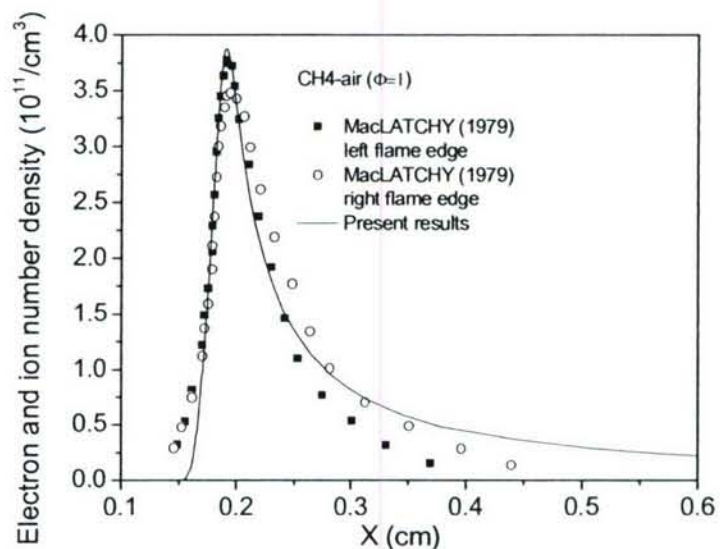 Electron and ion number density (10¹¹/cm³)
4.0
3.5
3.0
2.5
2.0
1.5
1.0
0.5
0.0
CH4-air (Φ=1)
MacLATCHY (1979)
left flame edge
MacLATCHY (1979)
right flame edge
Present results
0.1 0.2 0.3 0.4 0.5 0.6
X (cm)